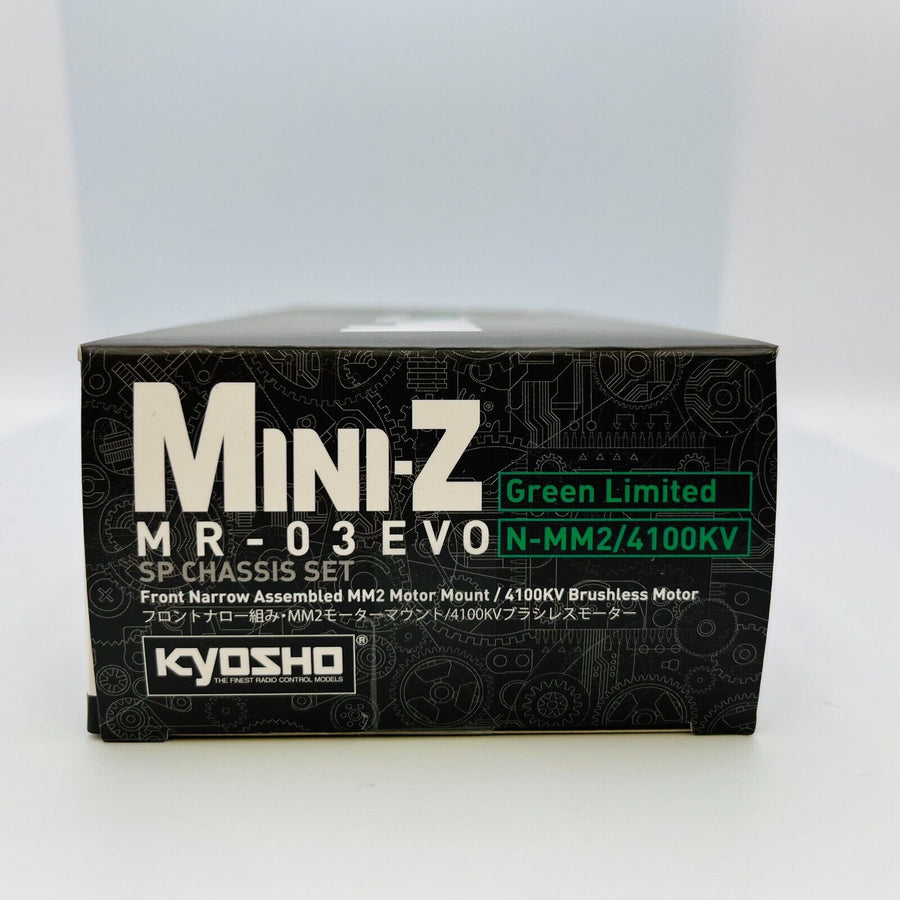 MINI-Z®
Green Limited
MR-03EVO
N-MM2/4100KV
SP CHASSIS SET
Front Narrow Assembled MM2 Motor Mount / 4100KV Brushless Motor
フロントナロー組み・MM2モーターマウント/4100KVブラシレスモーター
KYOSHO®
THE FINEST RADIO CONTROL MODELS